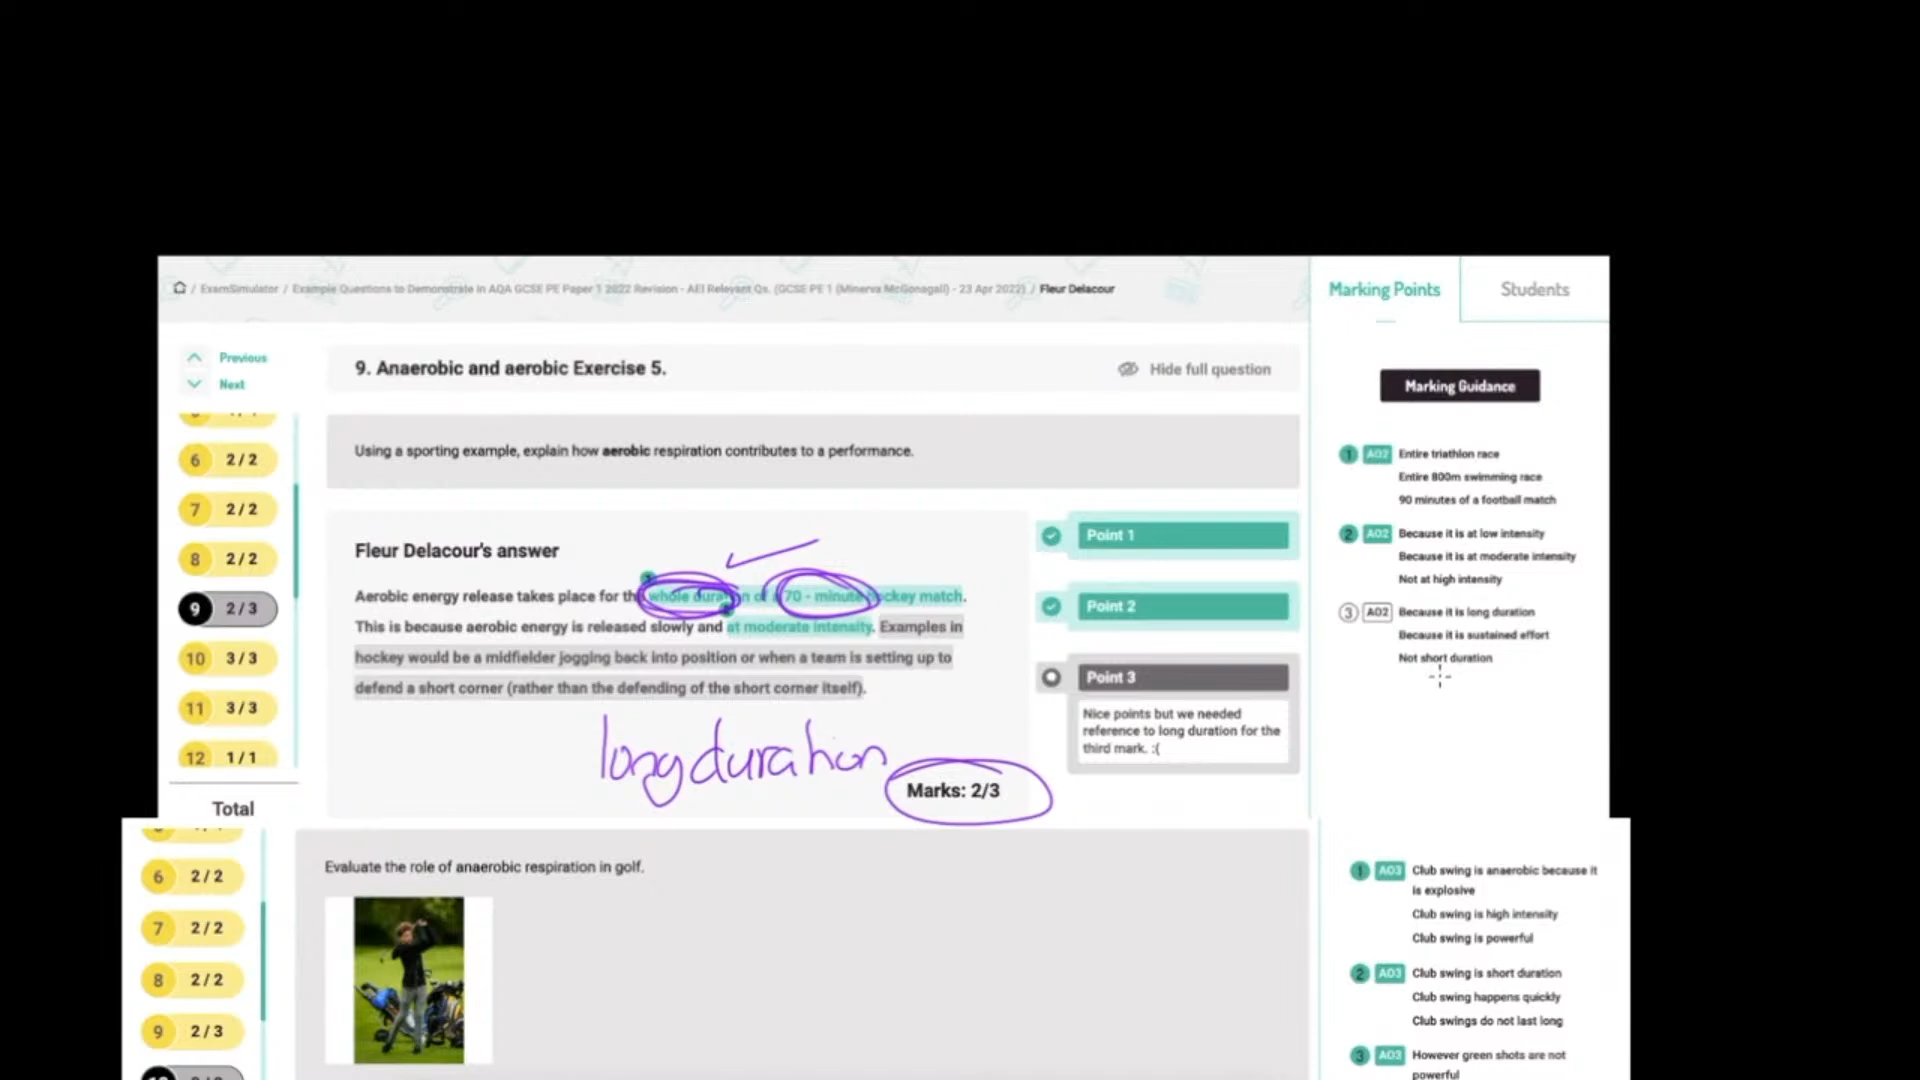 / ExamSimulator / Example Questions to Demonstrate in AQA GCSE PE Paper 1 2022 Revision - AEI Relevant Qs. (GCSE PE 1 (Minerva McGonagall) - 23 Apr 2022) / Fleur Delacour
Marking Points
Students
Previous
Next
6 2 / 2
7 2 / 2
8 2 / 2
9 2 / 3
10 3 / 3
11 3 / 3
12 1 / 1
Total
9. Anaerobic and aerobic Exercise 5.
Hide full question
Using a sporting example, explain how aerobic respiration contributes to a performance.
Fleur Delacour's answer
Aerobic energy release takes place for the whole duration of a 70 - minute hockey match.
This is because aerobic energy is released slowly and at moderate intensity. Examples in
hockey would be a midfielder jogging back into position or when a team is setting up to
defend a short corner (rather than the defending of the short corner itself).
long duration
Marks: 2/3
Point 1
Point 2
Point 3
Nice points but we needed
reference to long duration for the
third mark. :(
Marking Guidance
1 AO2 Entire triathlon race
Entire 800m swimming race
90 minutes of a football match
2 AO2 Because it is at low intensity
Because it is at moderate intensity
Not at high intensity
3 AO2 Because it is long duration
Because it is sustained effort
Not short duration
6 2 / 2
7 2 / 2
8 2 / 2
9 2 / 3
Evaluate the role of anaerobic respiration in golf.
1 AO3 Club swing is anaerobic because it
is explosive
Club swing is high intensity
Club swing is powerful
2 AO3 Club swing is short duration
Club swing happens quickly
Club swings do not last long
3 AO3 However green shots are not
powerful